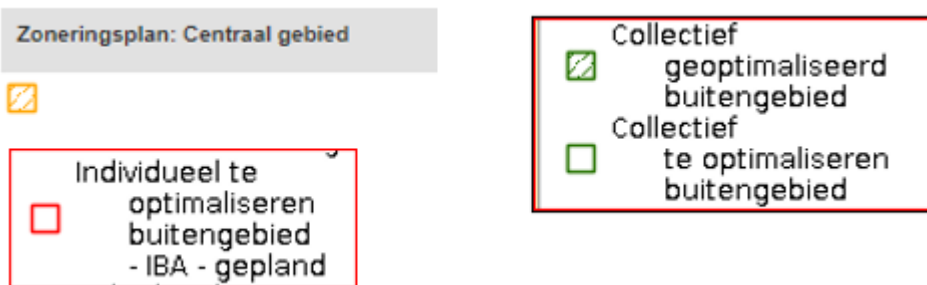 Zoneringsplan: Centraal gebied
Individueel te
optimaliseren
buitengebied
- IBA - gepland
Collectief
geoptimaliseerd
buitengebied
Collectief
te optimaliseren
buitengebied